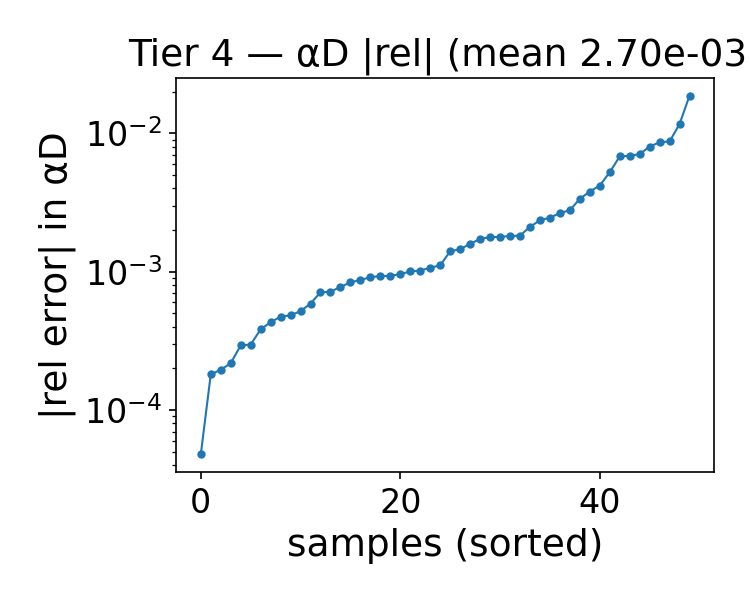 Tier 4 — αD |rel| (mean 2.70e-03
10⁻²
10⁻³
10⁻⁴
|rel error| in αD
0 20 40
samples (sorted)